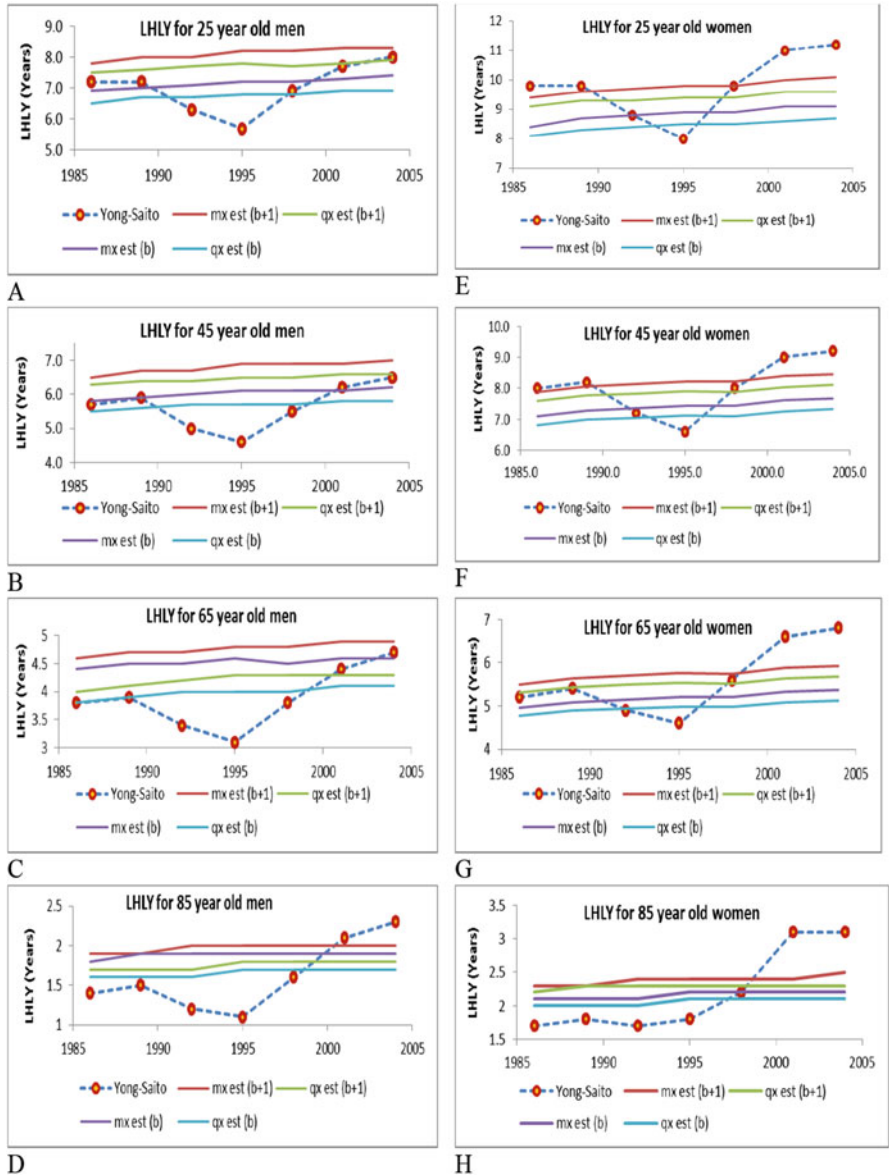 LHLY for 25 year old men
LHLY (Years)
8.0
7.0
6.0
5.0
1985 1990 1995 2000 2005
Yong-Saito mx est (b+1) qx est (b+1)
mx est (b) qx est (b)
A
LHLY for 45 year old men
LHLY (Years)
7.0
6.0
5.0
4.0
1985 1990 1995 2000 2005
Yong-Saito mx est (b+1) qx est (b+1)
mx est (b) qx est (b)
B
LHLY for 65 year old men
LHLY (Years)
5
4.5
4
3.5
3
1985 1990 1995 2000 2005
Yong-Saito mx est (b+1) qx est (b+1)
mx est (b) qx est (b)
C
LHLY for 85 year old men
LHLY (Years)
2.5
2
1.5
1
1985 1990 1995 2000 2005
Yong-Saito mx est (b+1) qx est (b+1)
mx est (b) qx est (b)
D
LHLY for 25 year old women
LHLY (Years)
12
11
10
9
8
7
1985 1990 1995 2000 2005
Yong-Saito mx est (b+1) qx est (b+1)
mx est (b) qx est (b)
E
LHLY for 45 year old women
LHLY (Years)
10.0
9.0
8.0
7.0
6.0
1985.0 1990.0 1995.0 2000.0 2005.0
Yong-Saito mx est (b+1) qx est (b+1)
mx est (b) qx est (b)
F
LHLY for 65 year old women
LHLY (Years)
7
6
5
4
1985 1990 1995 2000 2005
Yong-Saito mx est (b+1) qx est (b+1)
mx est (b) qx est (b)
G
LHLY for 85 year old women
LHLY (Years)
3.5
3
2.5
2
1.5
1985 1990 1995 2000 2005
Yong-Saito mx est (b+1) qx est (b+1)
mx est (b) qx est (b)
H